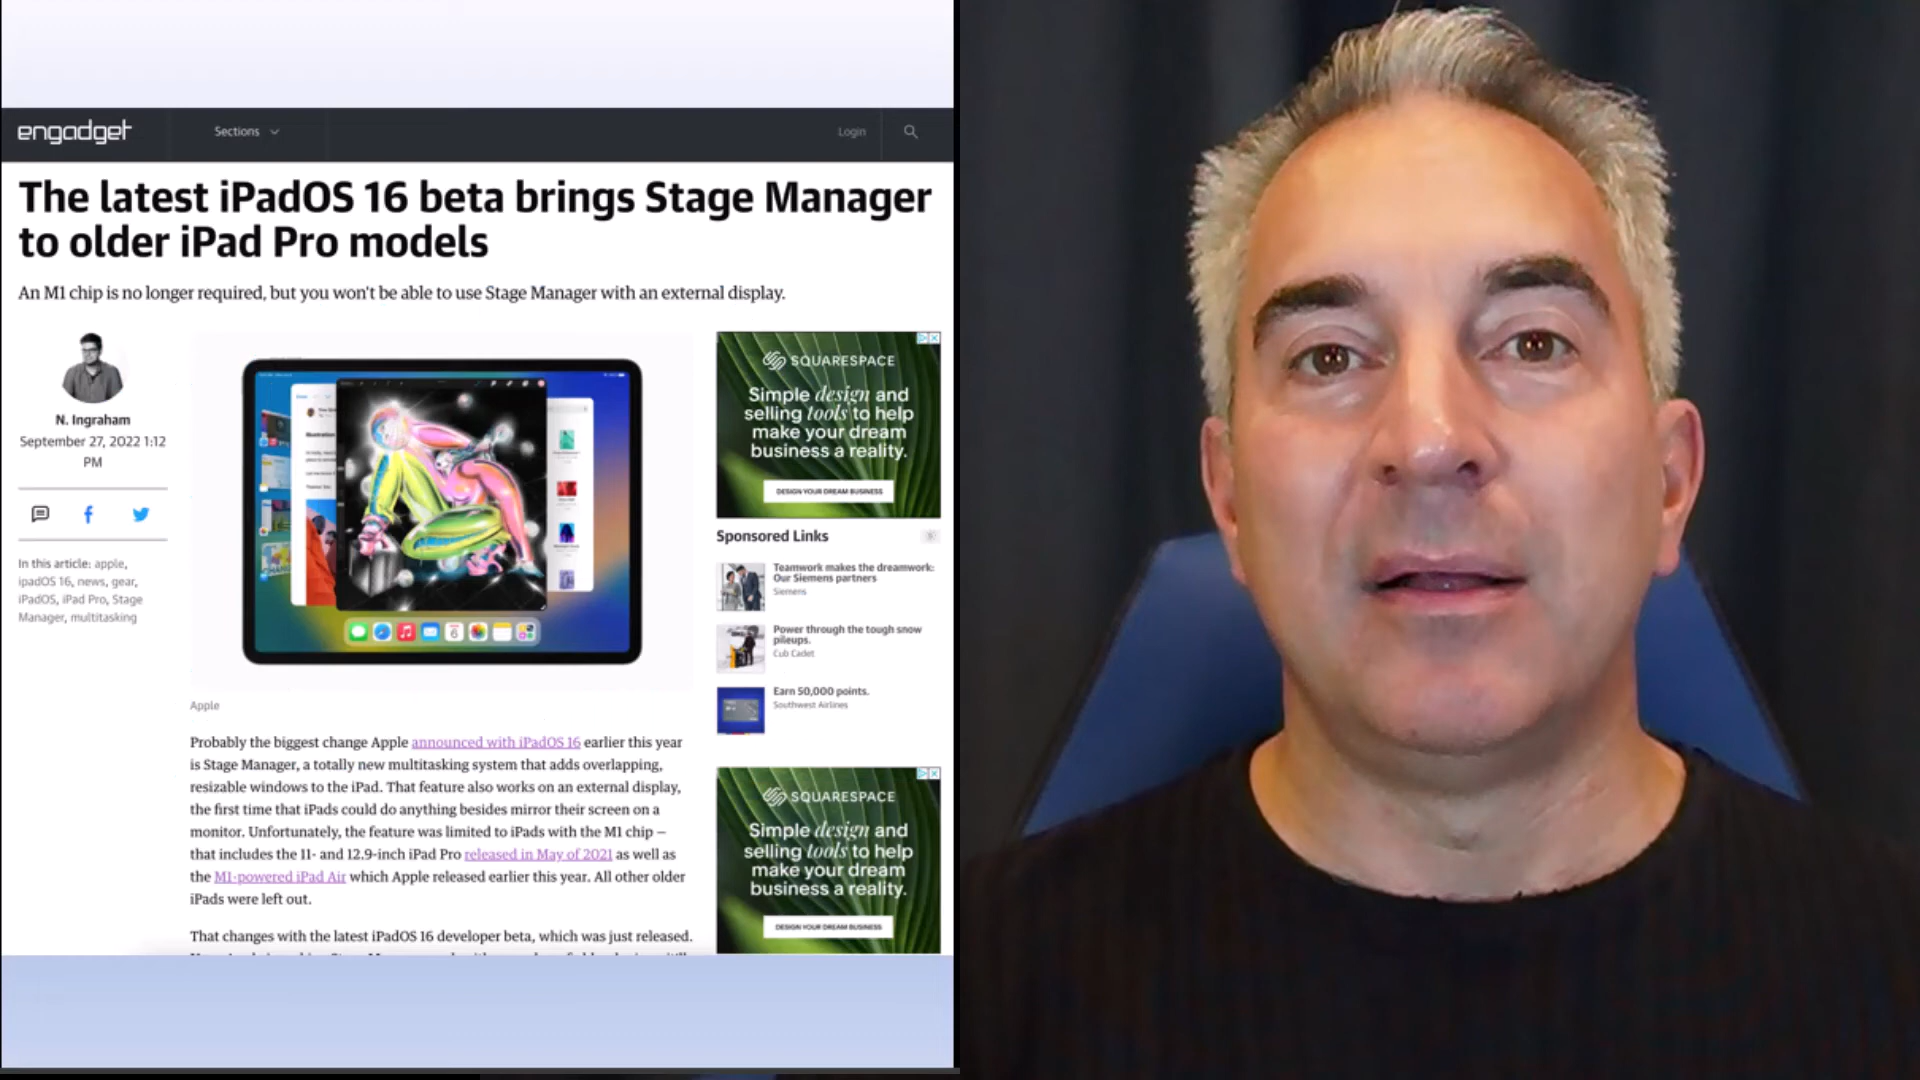 engadget
Sections
Login
The latest iPadOS 16 beta brings Stage Manager
to older iPad Pro models
An M1 chip is no longer required, but you won't be able to use Stage Manager with an external display.
N. Ingraham
September 27, 2022 1:12
PM
In this article: apple,
ipadOS 16, news, gear,
iPadOS, iPad Pro, Stage
Manager, multitasking
6
Apple
Probably the biggest change Apple announced with iPadOS 16 earlier this year
is Stage Manager, a totally new multitasking system that adds overlapping,
resizable windows to the iPad. That feature also works on an external display,
the first time that iPads could do anything besides mirror their screen on a
monitor. Unfortunately, the feature was limited to iPads with the M1 chip –
that includes the 11- and 12.9-inch iPad Pro released in May of 2021 as well as
the M1-powered iPad Air which Apple released earlier this year. All other older
iPads were left out.
That changes with the latest iPadOS 16 developer beta, which was just released.
SQUARESPACE
Simple design and
selling tools to help
make your dream
business a reality.
DESIGN YOUR DREAM BUSINESS
Sponsored Links
Teamwork makes the dreamwork:
Our Siemens partners
Siemens
Power through the tough snow
pileups.
Cub Cadet
Earn 50,000 points.
Southwest Airlines
SQUARESPACE
Simple design and
selling tools to help
make your dream
business a reality.
DESIGN YOUR DREAM BUSINESS